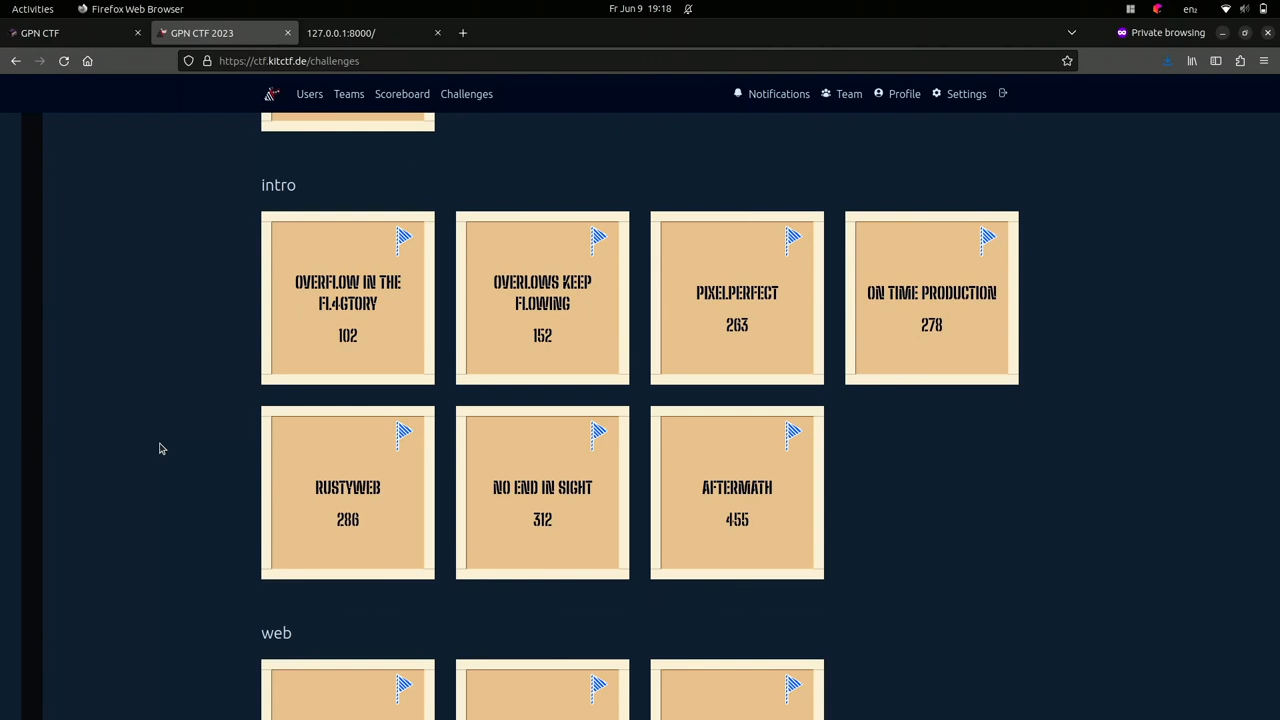 Activities Firefox Web Browser Fr Jun 9 19:18 en₂
GPN CTF GPN CTF 2023 127.0.0.1:8000/ Private browsing
https://ctf.kitctf.de/challenges
Users Teams Scoreboard Challenges Notifications Team Profile Settings
intro
OVERFLOW IN THE
FL4GTORY
102
OVERLOWS KEEP
FLOWING
152
PIXELPERFECT
263
ON TIME PRODUCTION
278
RUSTYWEB
286
NO END IN SIGHT
312
AFTERMATH
455
web